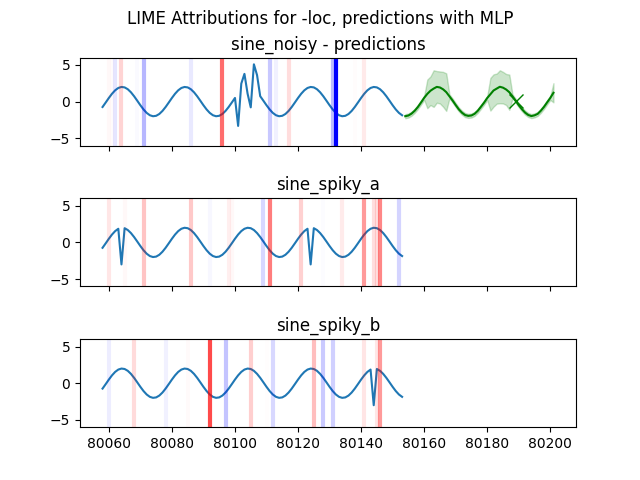 LIME Attributions for -loc, predictions with MLP
sine_noisy - predictions
5
0
−5
sine_spiky_a
5
0
−5
sine_spiky_b
5
0
−5
80060 80080 80100 80120 80140 80160 80180 80200